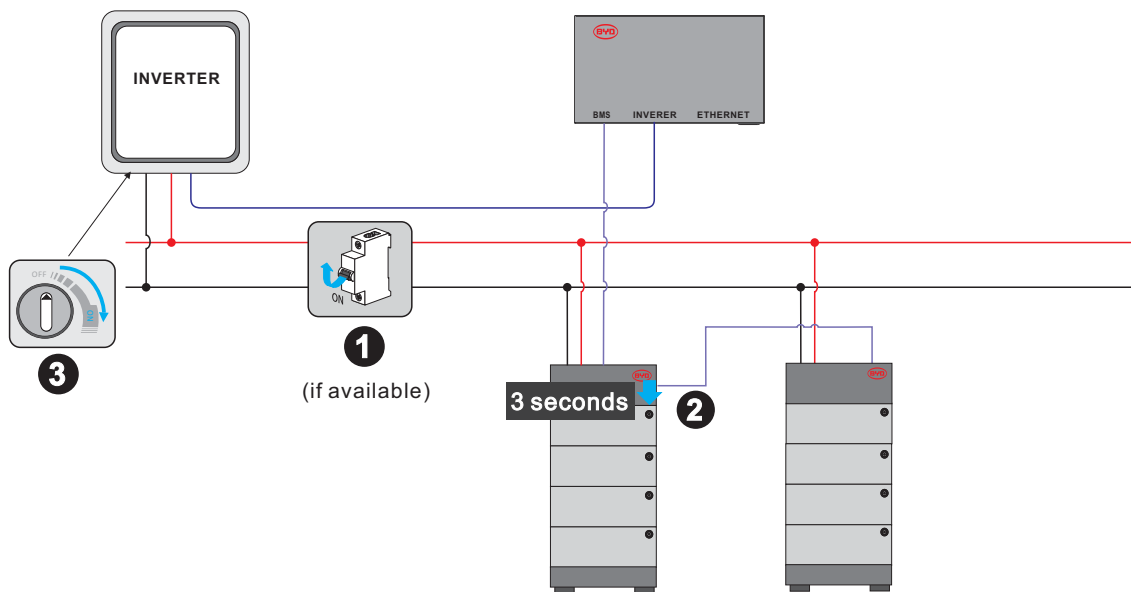 INVERTER
BYD
BMS INVERER ETHERNET
OFF
ON
3
ON
1
(if available)
BYD
3 seconds
2
BYD